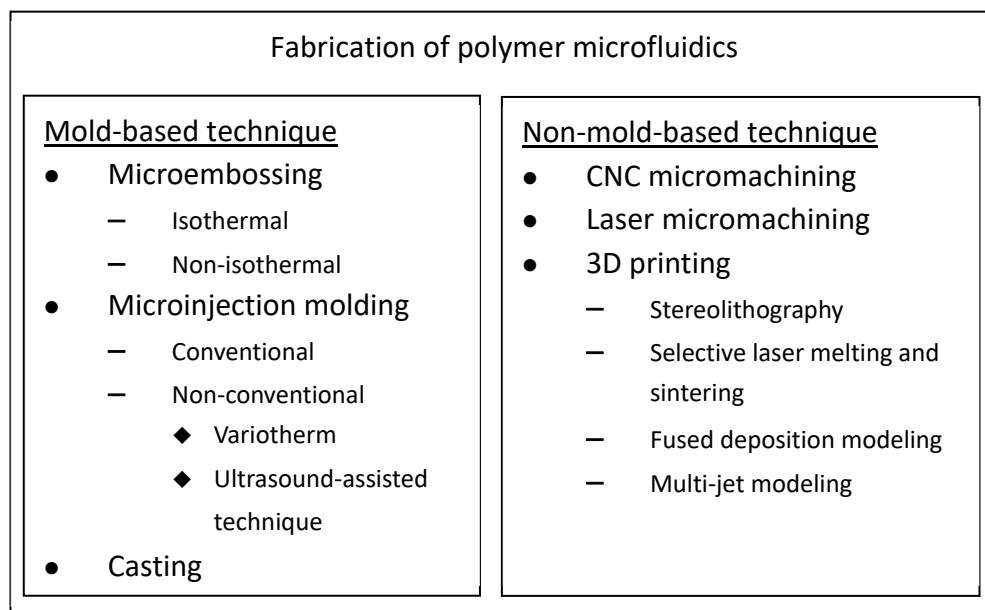 Fabrication of polymer microfluidics
Mold-based technique
● Microembossing
– Isothermal
– Non-isothermal
● Microinjection molding
– Conventional
– Non-conventional
◆ Variotherm
◆ Ultrasound-assisted
technique
● Casting
Non-mold-based technique
● CNC micromachining
● Laser micromachining
● 3D printing
– Stereolithography
– Selective laser melting and
sintering
– Fused deposition modeling
– Multi-jet modeling